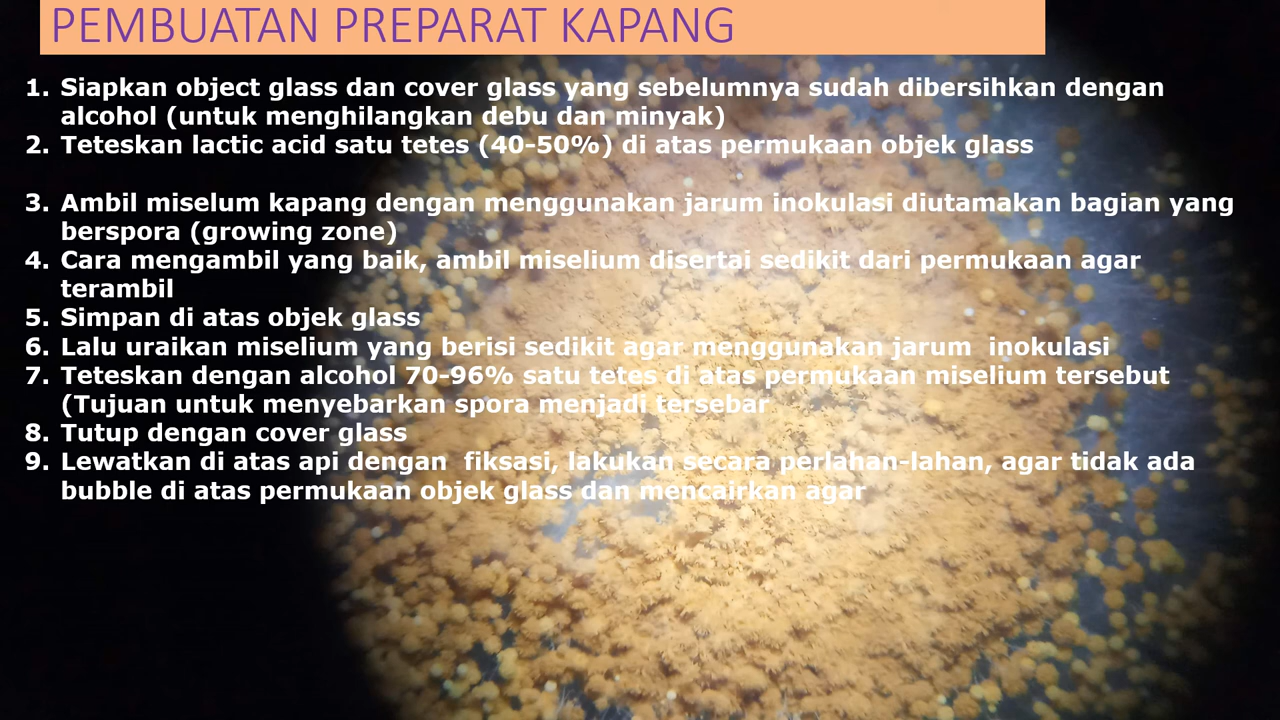 PEMBUATAN PREPARAT KAPANG
1. Siapkan object glass dan cover glass yang sebelumnya sudah dibersihkan dengan
alcohol (untuk menghilangkan debu dan minyak)
2. Teteskan lactic acid satu tetes (40-50%) di atas permukaan objek glass
3. Ambil miselum kapang dengan menggunakan jarum inokulasi diutamakan bagian yang
berspora (growing zone)
4. Cara mengambil yang baik, ambil miselium disertai sedikit dari permukaan agar
terambil
5. Simpan di atas objek glass
6. Lalu uraikan miselium yang berisi sedikit agar menggunakan jarum  inokulasi
7. Teteskan dengan alcohol 70-96% satu tetes di atas permukaan miselium tersebut
(Tujuan untuk menyebarkan spora menjadi tersebar
8. Tutup dengan cover glass
9. Lewatkan di atas api dengan  fiksasi, lakukan secara perlahan-lahan, agar tidak ada
bubble di atas permukaan objek glass dan mencairkan agar